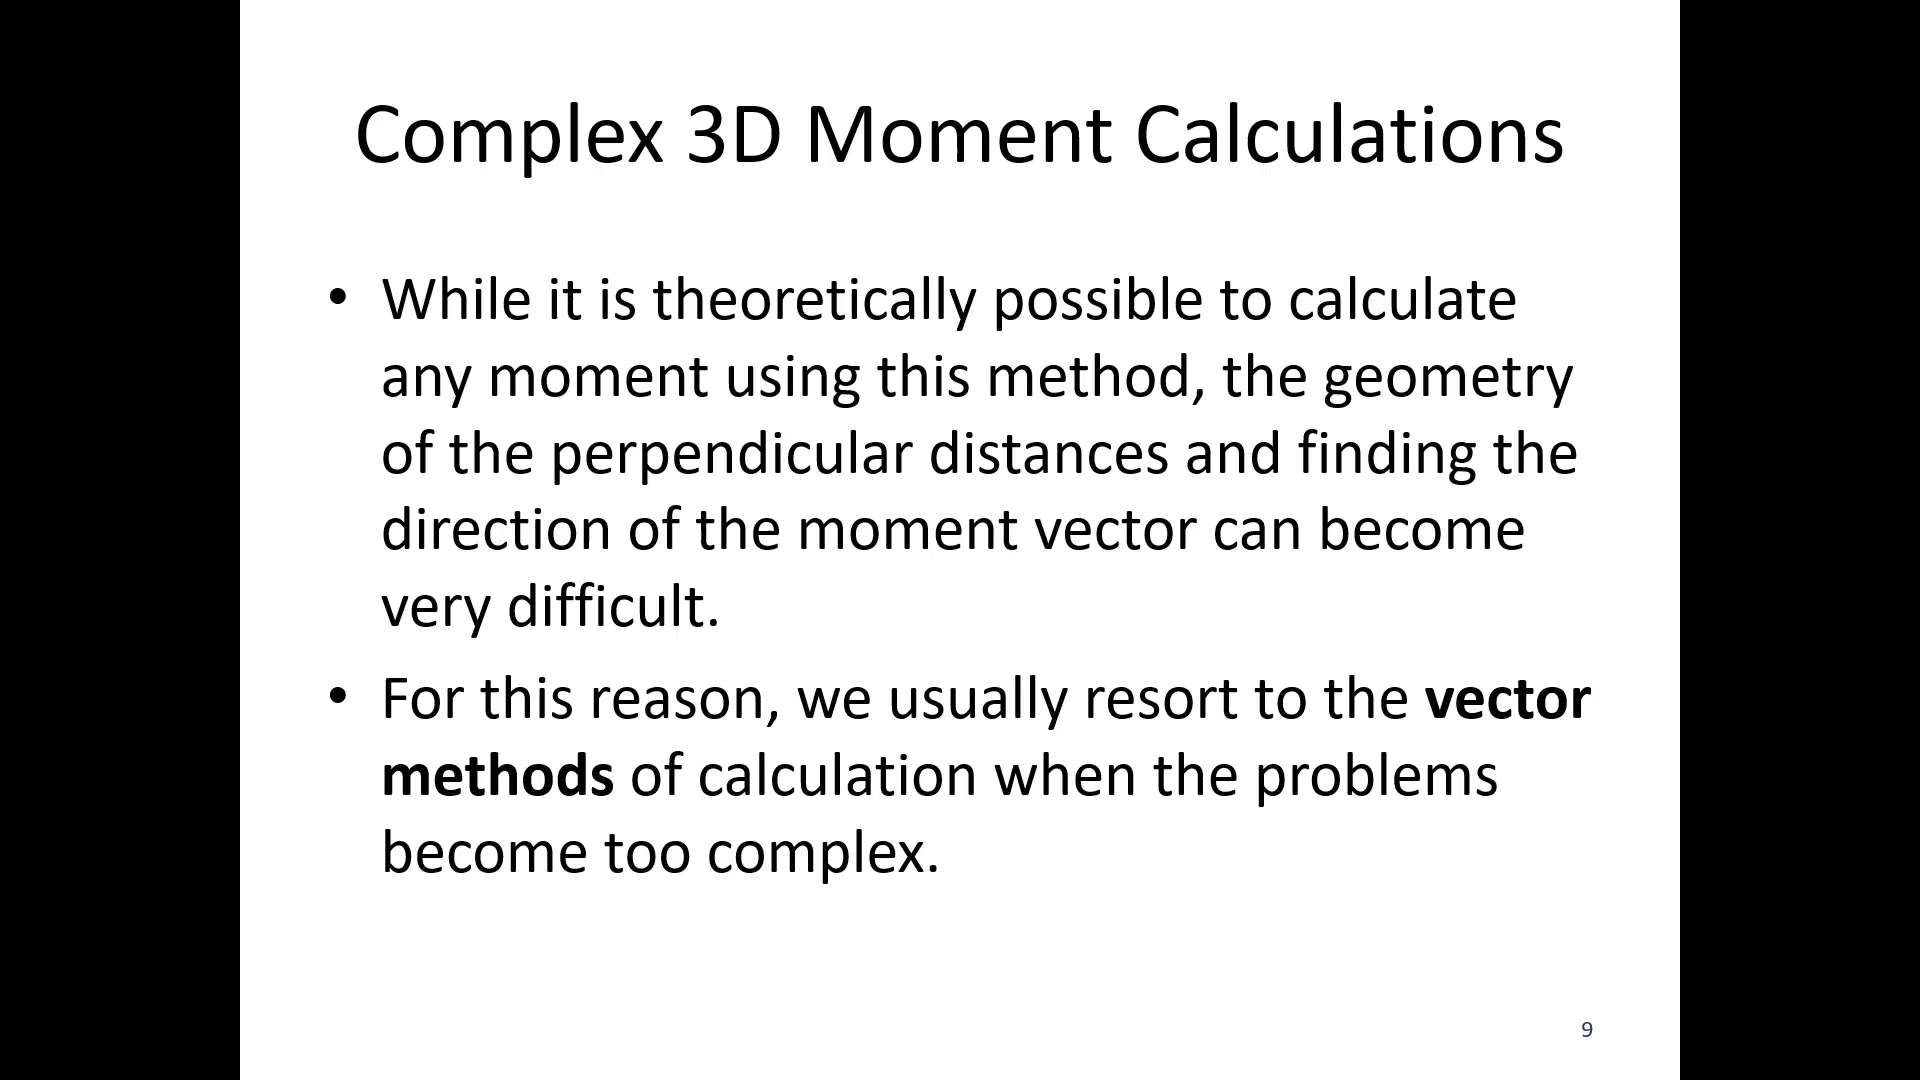 Complex 3D Moment Calculations
• While it is theoretically possible to calculate
any moment using this method, the geometry
of the perpendicular distances and finding the
direction of the moment vector can become
very difficult.
• For this reason, we usually resort to the vector
methods of calculation when the problems
become too complex.
9